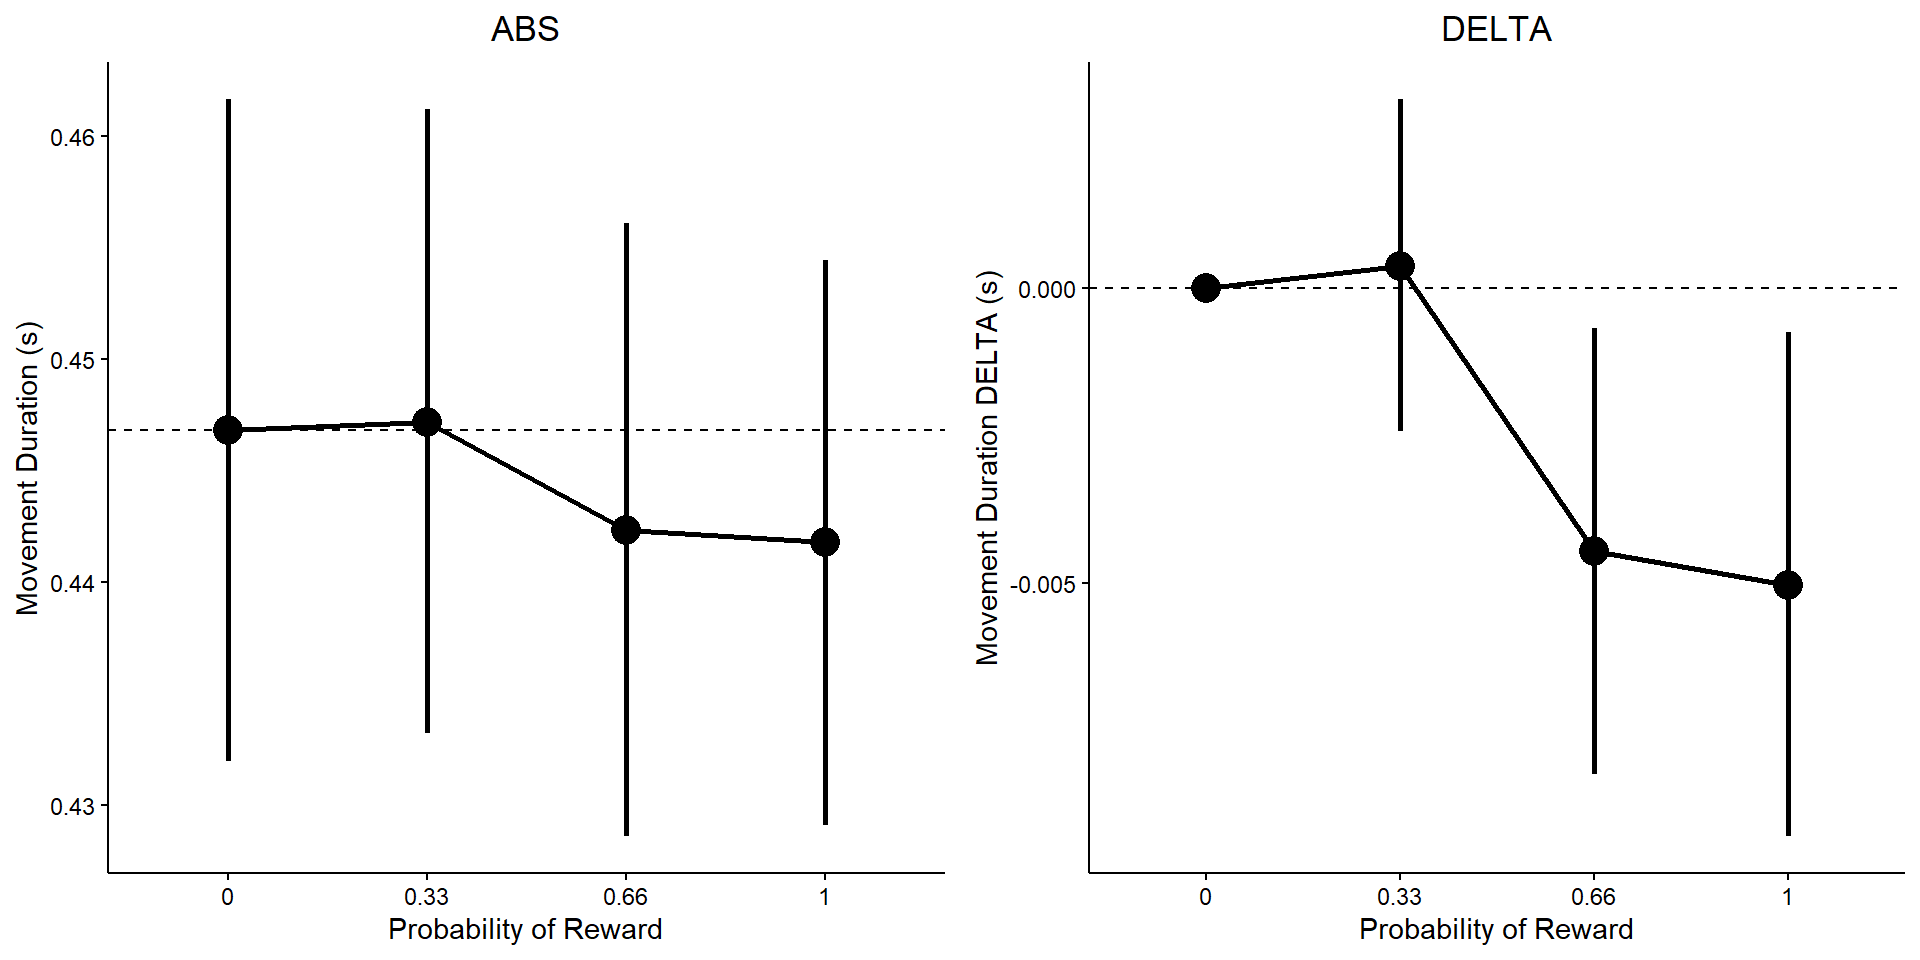 ABS
Movement Duration (s)
0.46
0.45
0.44
0.43
0
0.33
0.66
1
Probability of Reward
DELTA
Movement Duration DELTA (s)
0.000
-0.005
0
0.33
0.66
1
Probability of Reward